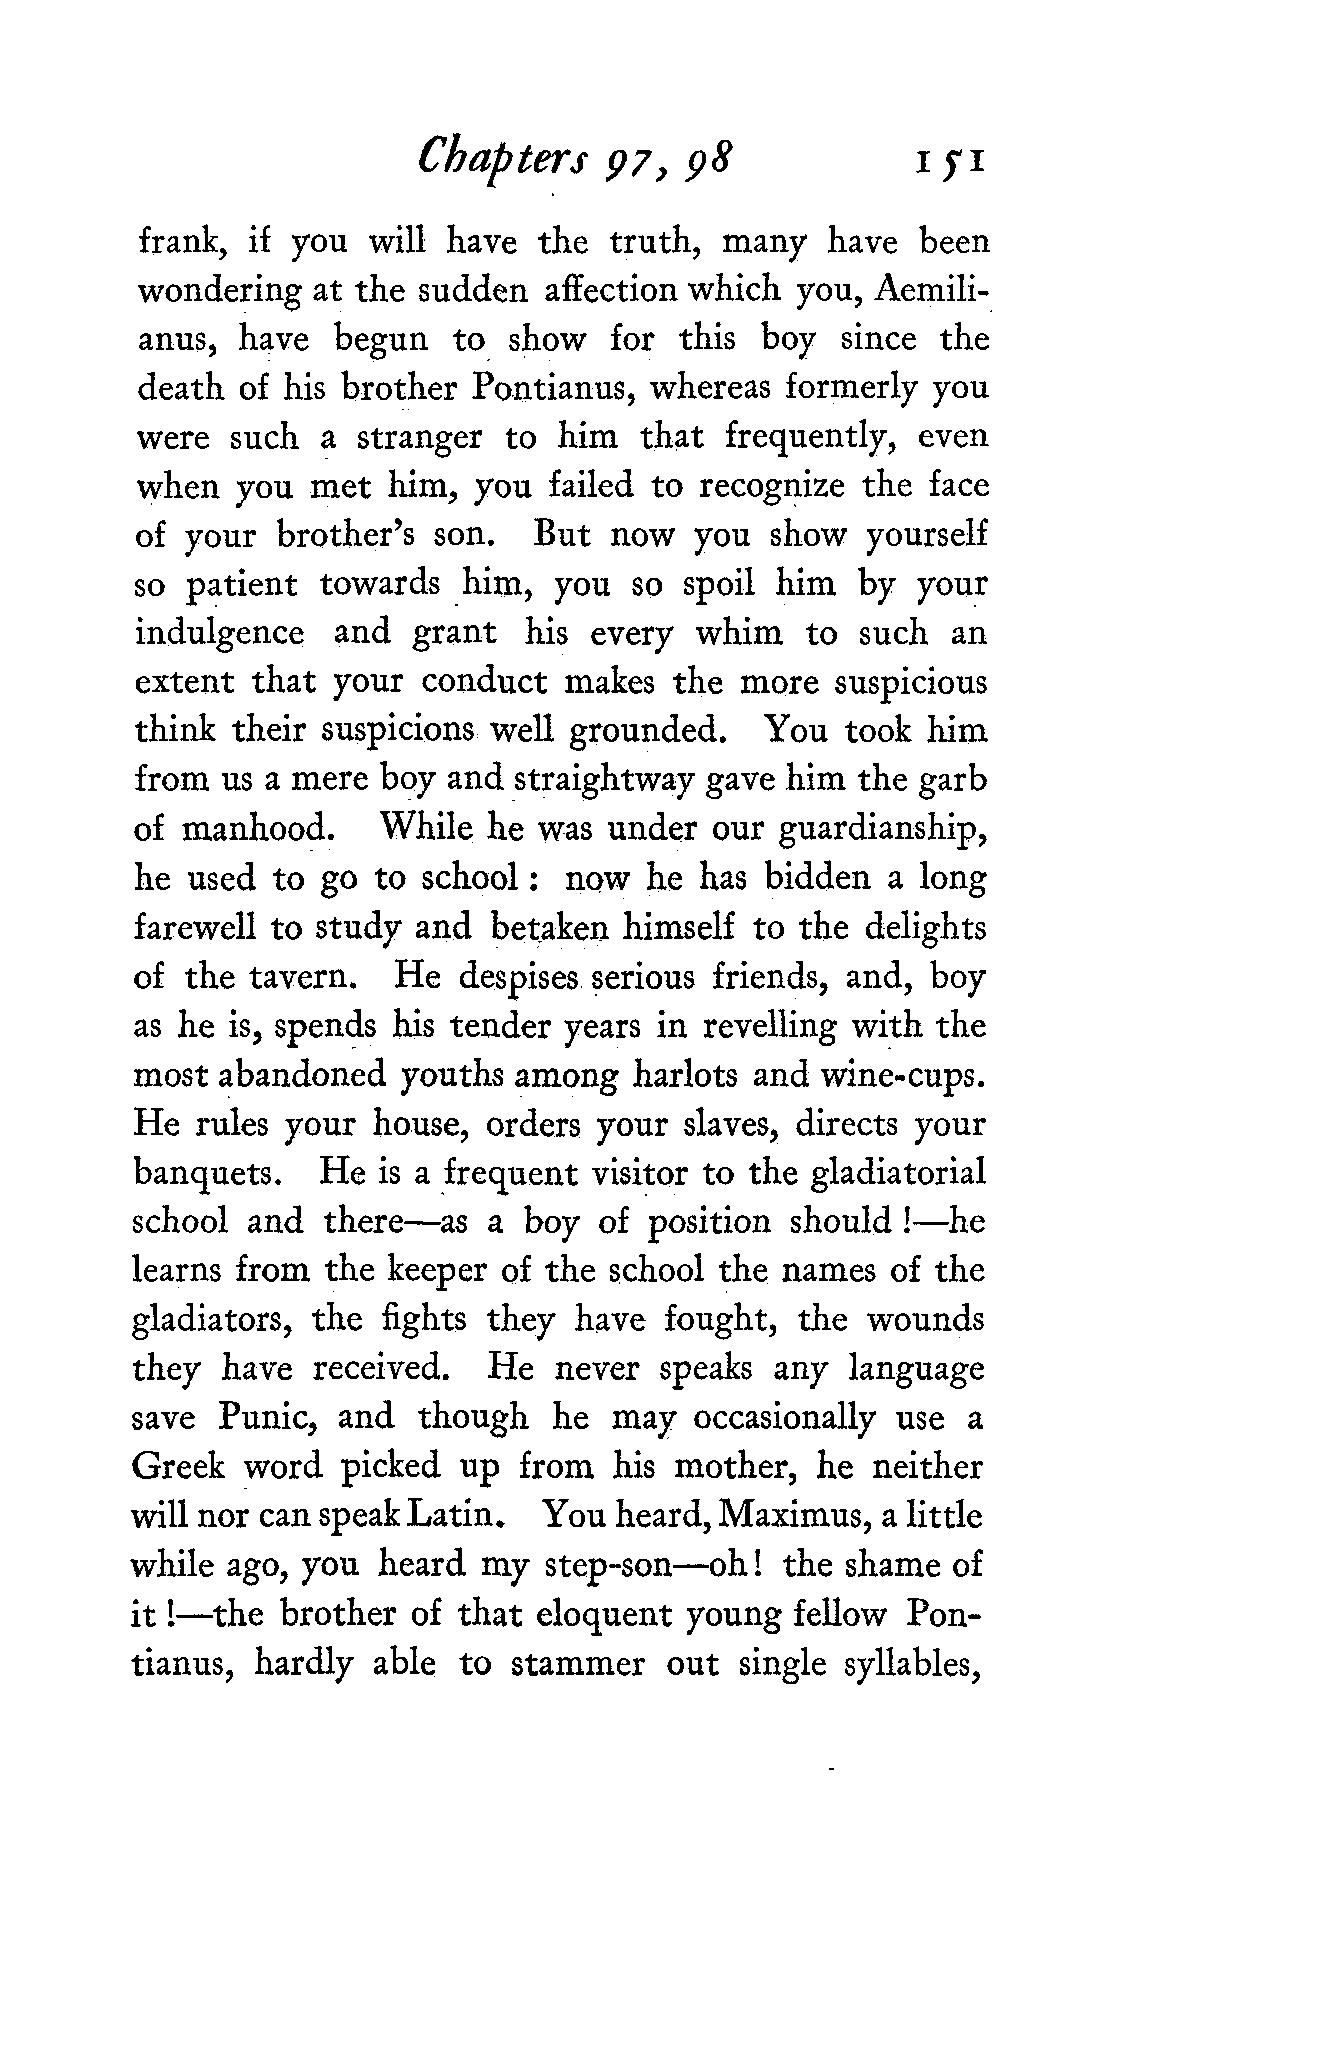 Chapters 97, 98 151
frank, if you will have the truth, many have been
wondering at the sudden affection which you, Aemili-
anus, have begun to show for this boy since the
death of his brother Pontianus, whereas formerly you
were such a stranger to him that frequently, even
when you met him, you failed to recognize the face
of your brother's son. But now you show yourself
so patient towards him, you so spoil him by your
indulgence and grant his every whim to such an
extent that your conduct makes the more suspicious
think their suspicions well grounded. You took him
from us a mere boy and straightway gave him the garb
of manhood. While he was under our guardianship,
he used to go to school : now he has bidden a long
farewell to study and betaken himself to the delights
of the tavern. He despises serious friends, and, boy
as he is, spends his tender years in revelling with the
most abandoned youths among harlots and wine-cups.
He rules your house, orders your slaves, directs your
banquets. He is a frequent visitor to the gladiatorial
school and there—as a boy of position should !—he
learns from the keeper of the school the names of the
gladiators, the fights they have fought, the wounds
they have received. He never speaks any language
save Punic, and though he may occasionally use a
Greek word picked up from his mother, he neither
will nor can speak Latin. You heard, Maximus, a little
while ago, you heard my step-son—oh! the shame of
it !—the brother of that eloquent young fellow Pon-
tianus, hardly able to stammer out single syllables,